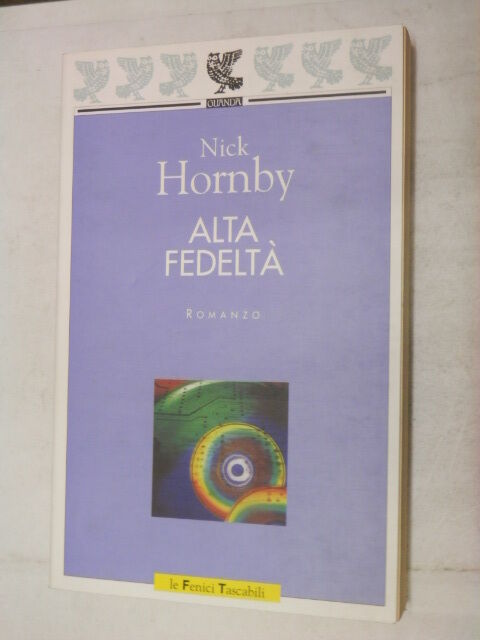 GUANDA
Nick
Hornby
ALTA
FEDELTÀ
ROMANZO
le Fenici Tascabili